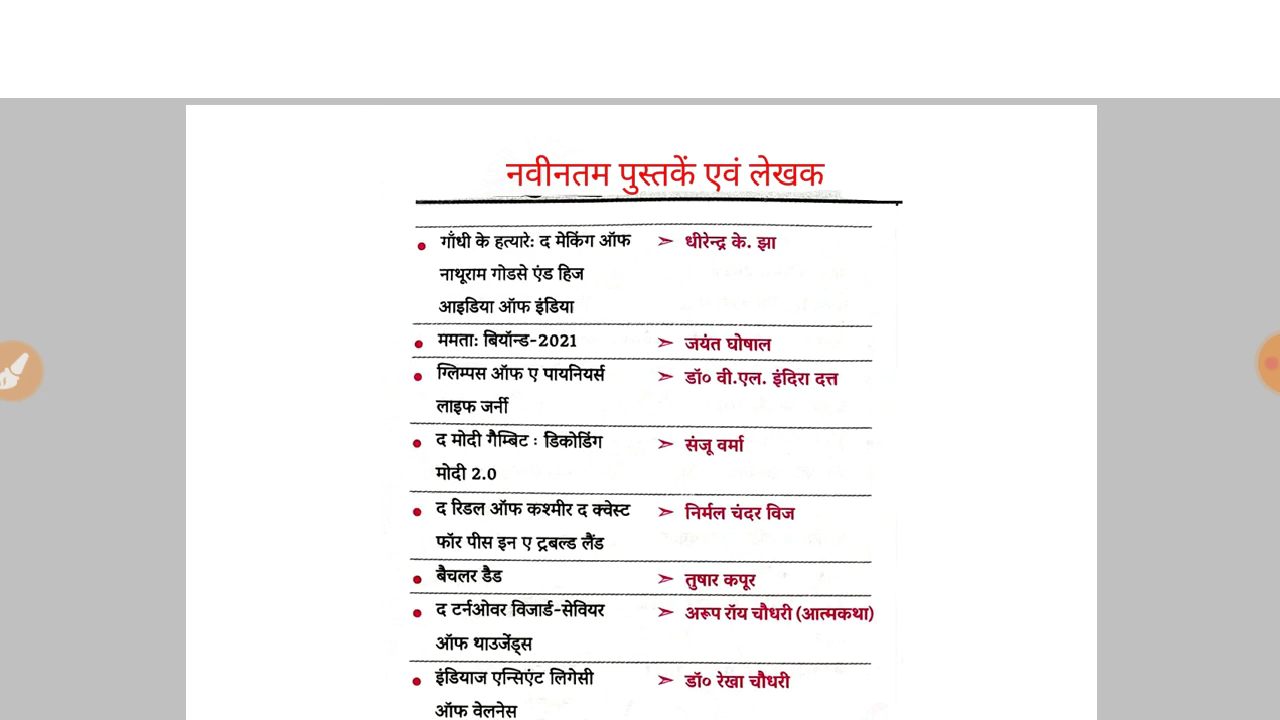 नवीनतम पुस्तकें एवं लेखक
• गाँधी के हत्यारे: द मेकिंग ऑफ ➣ धीरेन्द्र के. झा
नाथूराम गोडसे एंड हिज
आइडिया ऑफ इंडिया
• ममता: बियॉन्ड-2021 ➣ जयंत घोषाल
• ग्लिम्पस ऑफ ए पायनियर्स ➣ डॉ० वी.एल. इंदिरा दत्त
लाइफ जर्नी
• द मोदी गैम्बिट : डिकोडिंग ➣ संजू वर्मा
मोदी 2.0
• द रिडल ऑफ कश्मीर द क्वेस्ट ➣ निर्मल चंदर विज
फॉर पीस इन ए ट्रबल्ड लैंड
• बैचलर डैड ➣ तुषार कपूर
• द टर्नओवर विजार्ड-सेवियर ➣ अरूप रॉय चौधरी (आत्मकथा)
ऑफ थाउजेंड्स
• इंडियाज एन्सिएंट लिगेसी ➣ डॉ० रेखा चौधरी
ऑफ वेलनेस